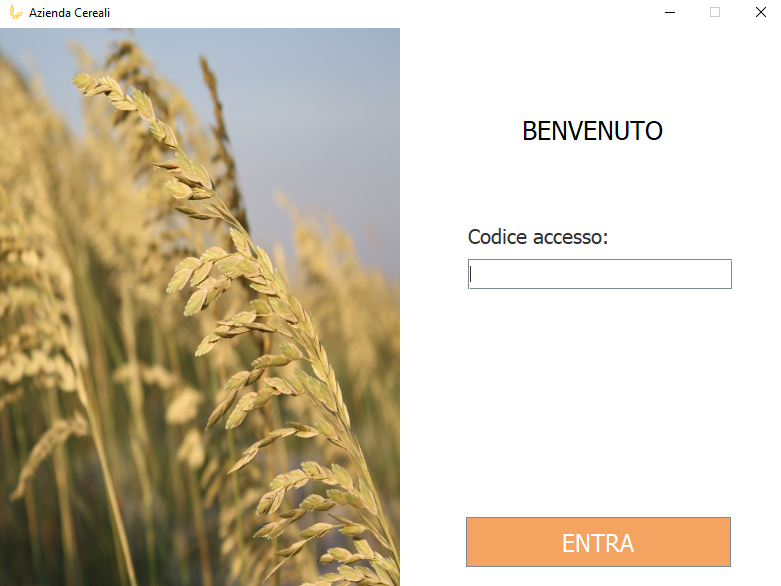 Azienda Cereali
BENVENUTO
Codice accesso:
ENTRA